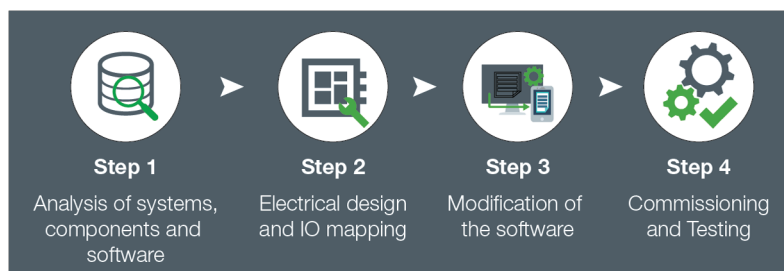 Step 1
Analysis of systems,
components and
software
Step 2
Electrical design
and IO mapping
Step 3
Modification of
the software
Step 4
Commissioning
and Testing